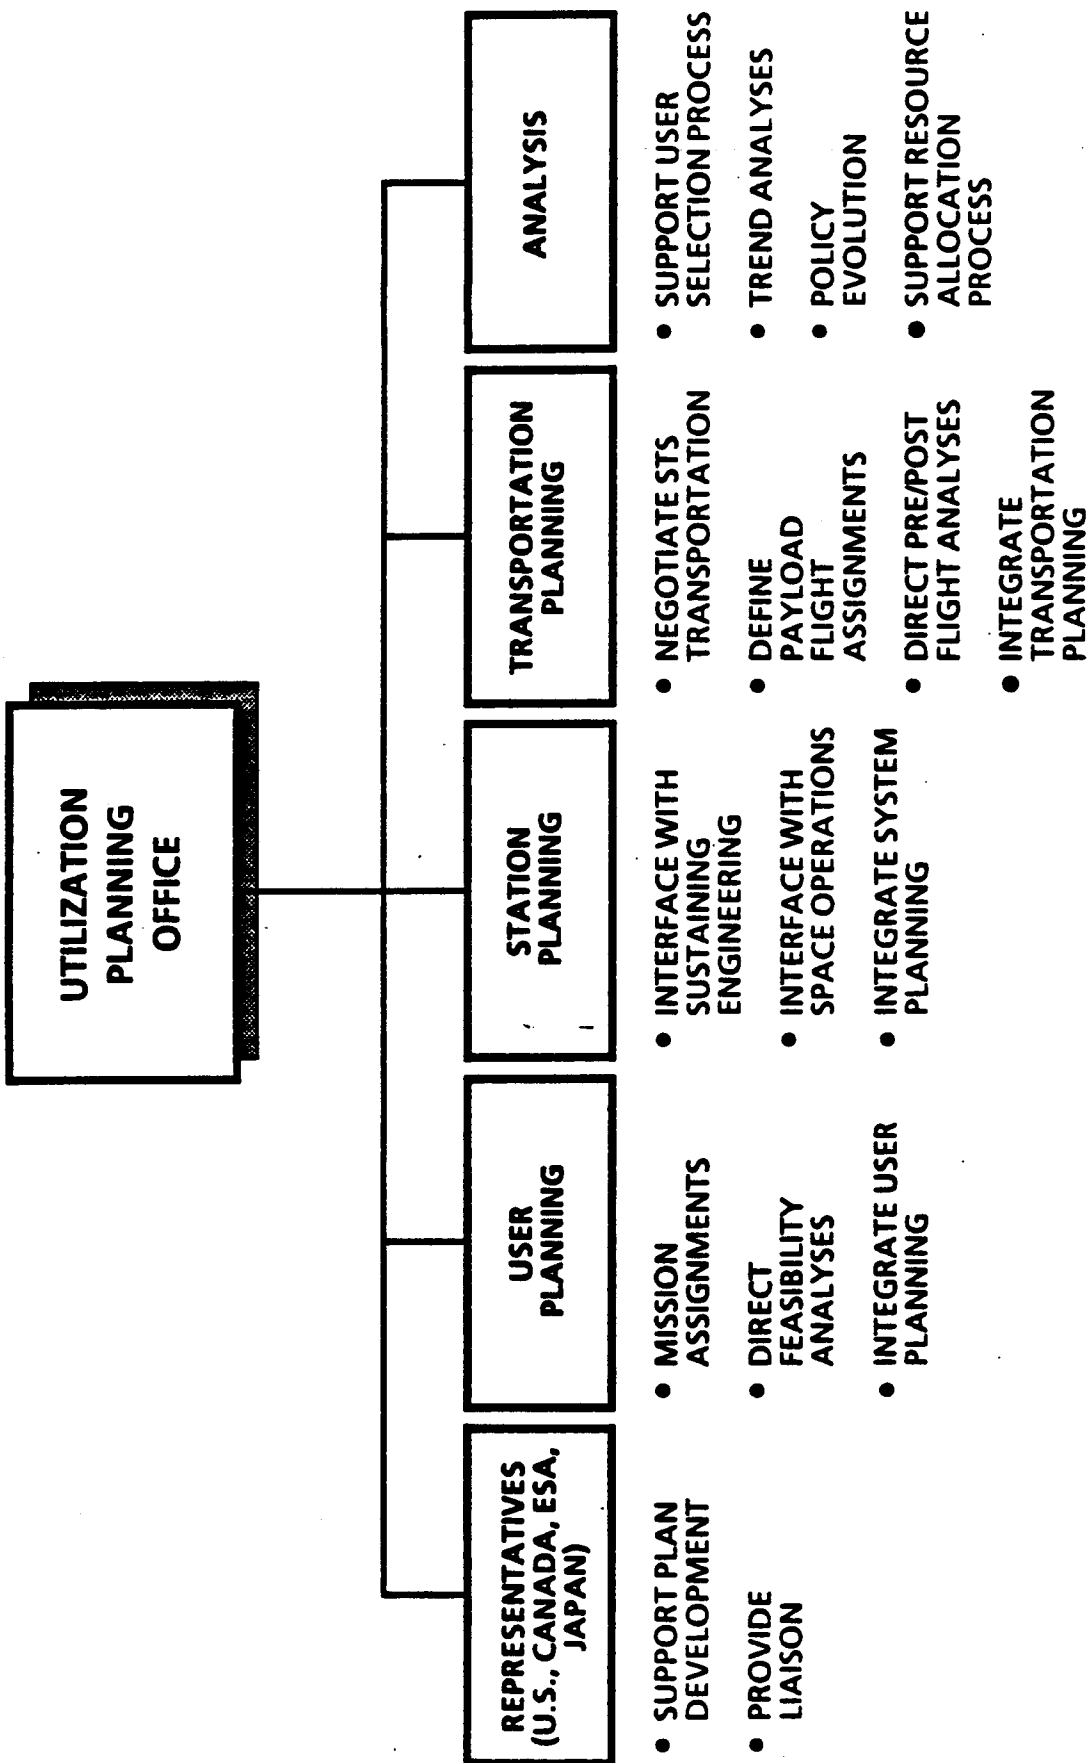 UTILIZATION
PLANNING
OFFICE
REPRESENTATIVES
(U.S., CANADA, ESA,
JAPAN)
• SUPPORT PLAN
DEVELOPMENT
• PROVIDE
LIAISON
USER
PLANNING
• MISSION
ASSIGNMENTS
• DIRECT
FEASIBILITY
ANALYSES
• INTEGRATE USER
PLANNING
STATION
PLANNING
• INTERFACE WITH
SUSTAINING
ENGINEERING
• INTERFACE WITH
SPACE OPERATIONS
• INTEGRATE SYSTEM
PLANNING
TRANSPORTATION
PLANNING
• NEGOTIATE STS
TRANSPORTATION
• DEFINE
PAYLOAD
FLIGHT
ASSIGNMENTS
• DIRECT PRE/POST
FLIGHT ANALYSES
• INTEGRATE
TRANSPORTATION
PLANNING
ANALYSIS
• SUPPORT USER
SELECTION PROCESS
• TREND ANALYSES
• POLICY
EVOLUTION
• SUPPORT RESOURCE
ALLOCATION
PROCESS